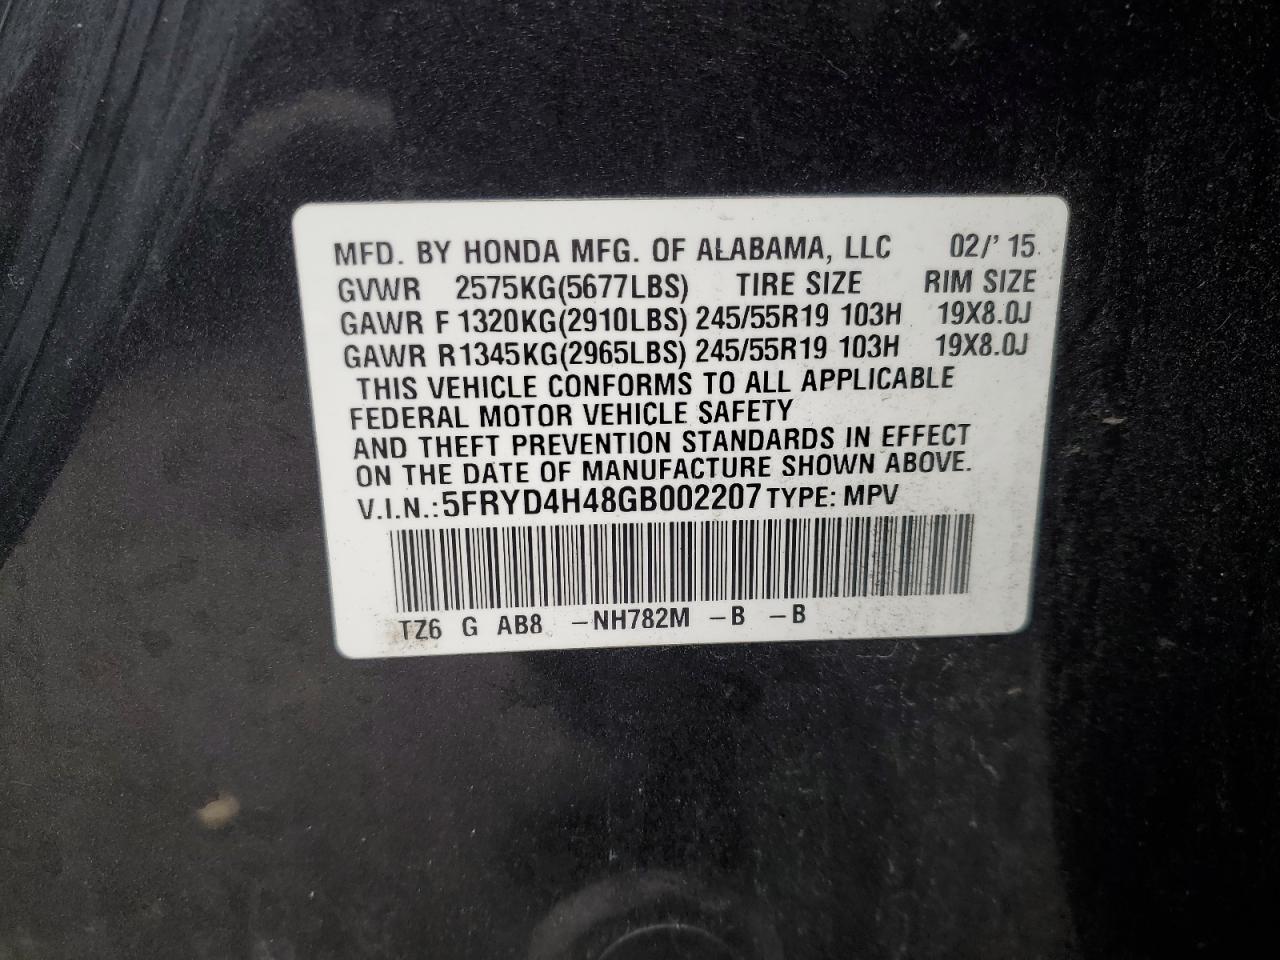 MFD. BY HONDA MFG. OF ALABAMA, LLC 02/' 15
GVWR 2575KG(5677LBS) TIRE SIZE RIM SIZE
GAWR F 1320KG(2910LBS) 245/55R19 103H 19X8.0J
GAWR R1345KG(2965LBS) 245/55R19 103H 19X8.0J
THIS VEHICLE CONFORMS TO ALL APPLICABLE
FEDERAL MOTOR VEHICLE SAFETY
AND THEFT PREVENTION STANDARDS IN EFFECT
ON THE DATE OF MANUFACTURE SHOWN ABOVE.
V.I.N.:5FRYD4H48GB002207 TYPE: MPV
TZ6 G AB8 -NH782M -B -B